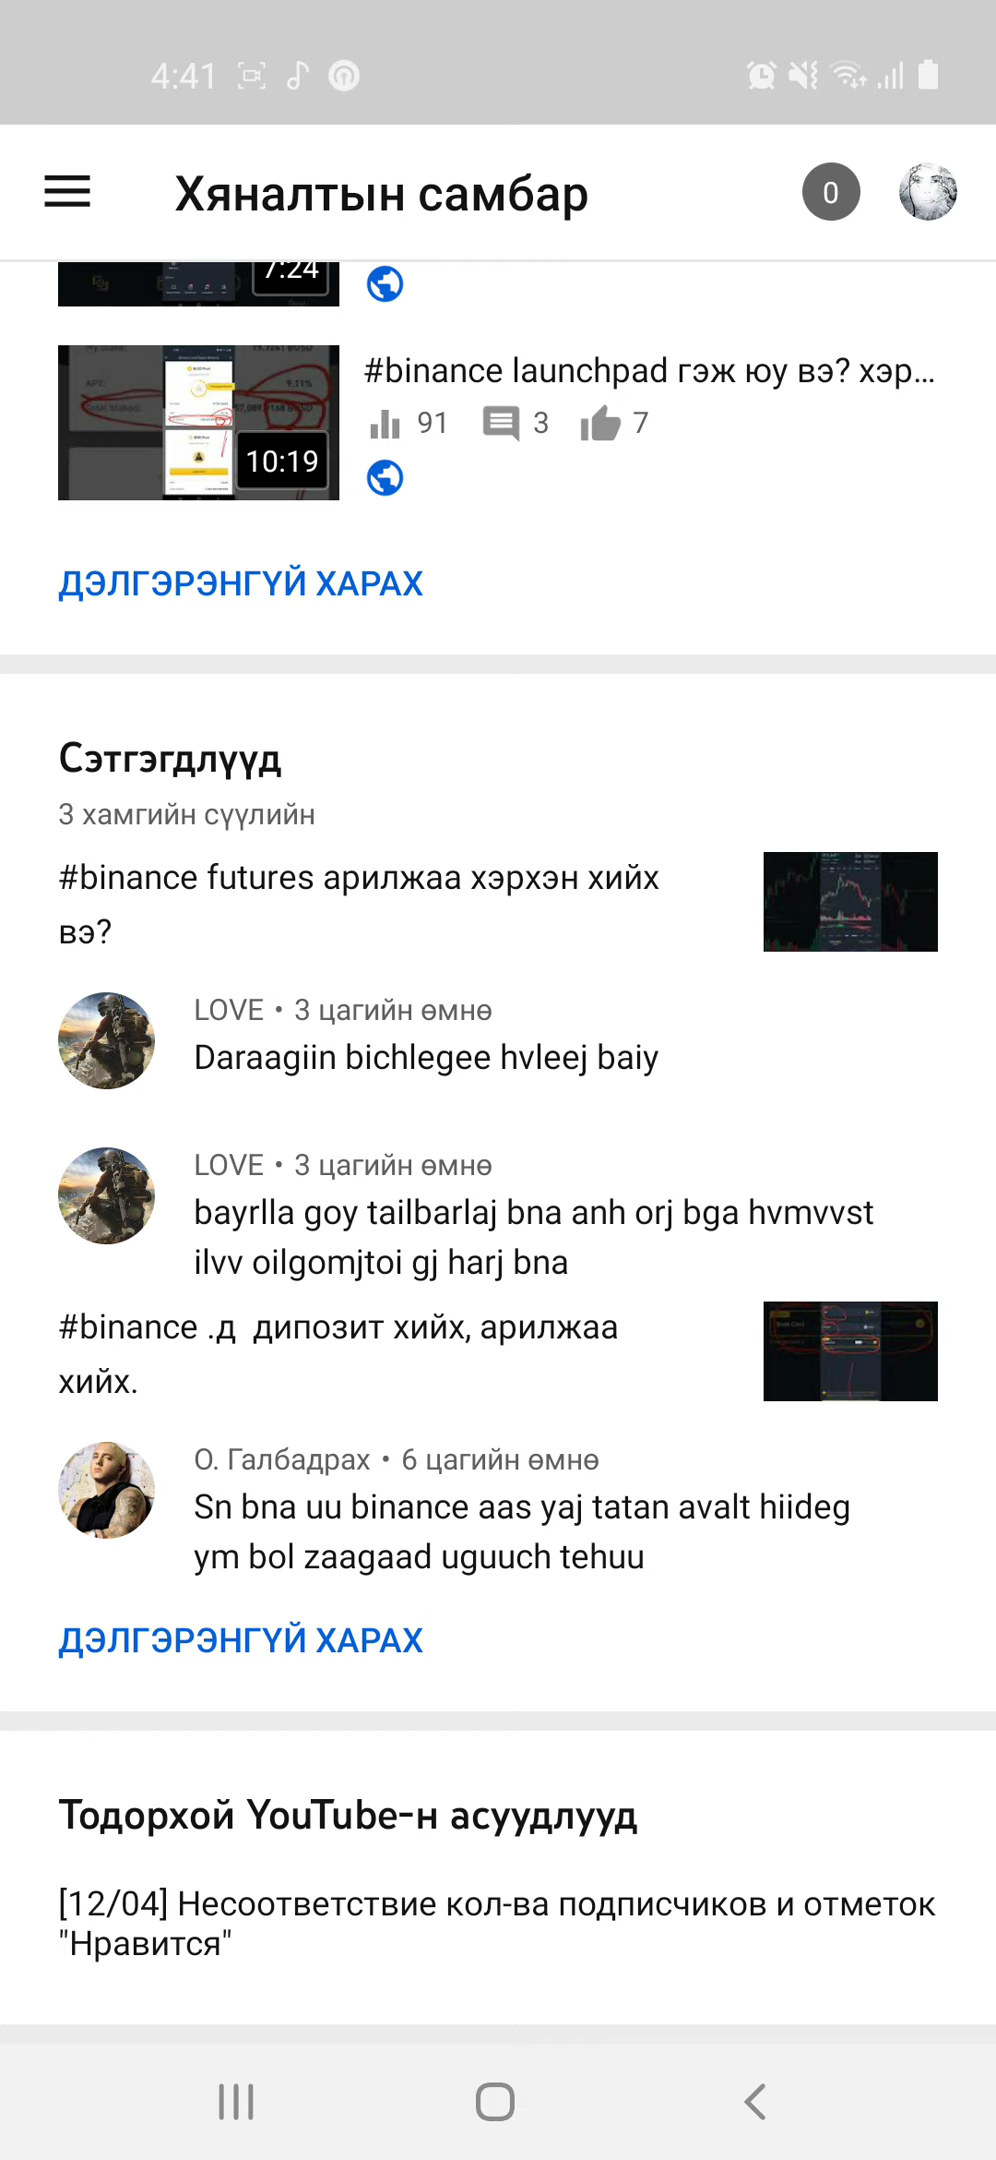 4:41
Хяналтын самбар
0
7:24
#binance launchpad гэж юу вэ? хэр...
91 3 7
10:19
ДЭЛГЭРЭНГҮЙ ХАРАХ
Сэтгэгдлүүд
3 хамгийн сүүлийн
#binance futures арилжаа хэрхэн хийх
вэ?
LOVE • 3 цагийн өмнө
Daraagiin bichlegee hvleej baiy
LOVE • 3 цагийн өмнө
bayrlla goy tailbarlaj bna anh orj bga hvmvvst
ilvv oilgomjtoi gj harj bna
#binance .д дипозит хийх, арилжаа
хийх.
О. Галбадрах • 6 цагийн өмнө
Sn bna uu binance aas yaj tatan avalt hiideg
ym bol zaagaad uguuch tehuu
ДЭЛГЭРЭНГҮЙ ХАРАХ
Тодорхой YouTube-н асуудлууд
[12/04] Несоответствие кол-ва подписчиков и отметок
"Нравится"